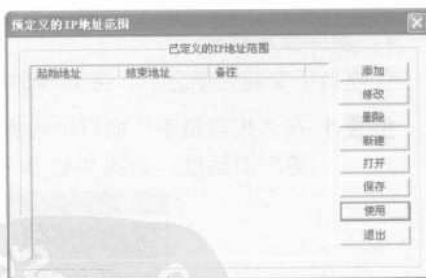 预定义的IP地址范围
已定义的IP地址范围
起始地址 结束地址 备注
添加
修改
删除
新建
打开
保存
使用
退出